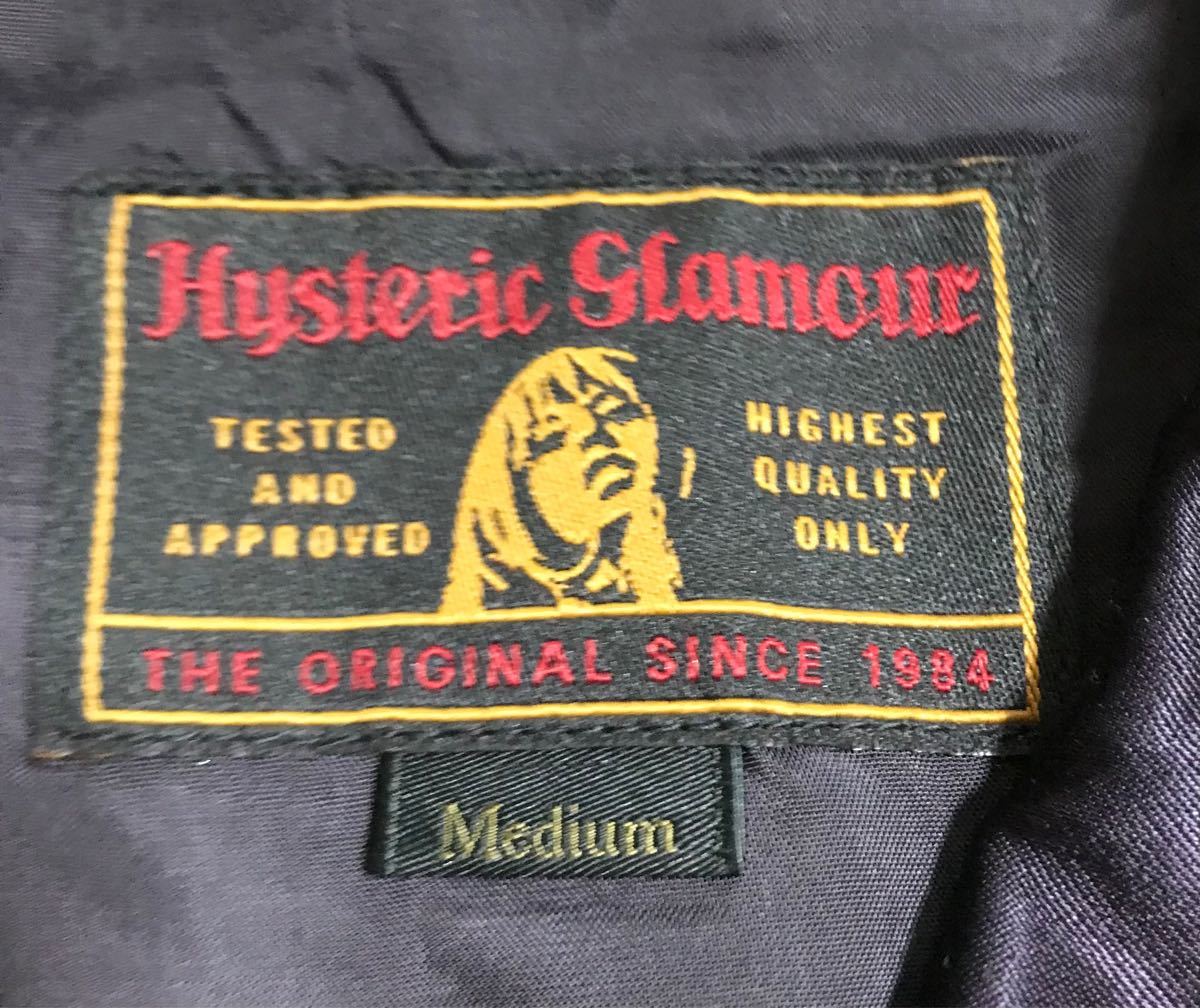 Hysteric Glamour
TESTED
AND
APPROVED
HIGHEST
QUALITY
ONLY
THE ORIGINAL SINCE 1984
Medium